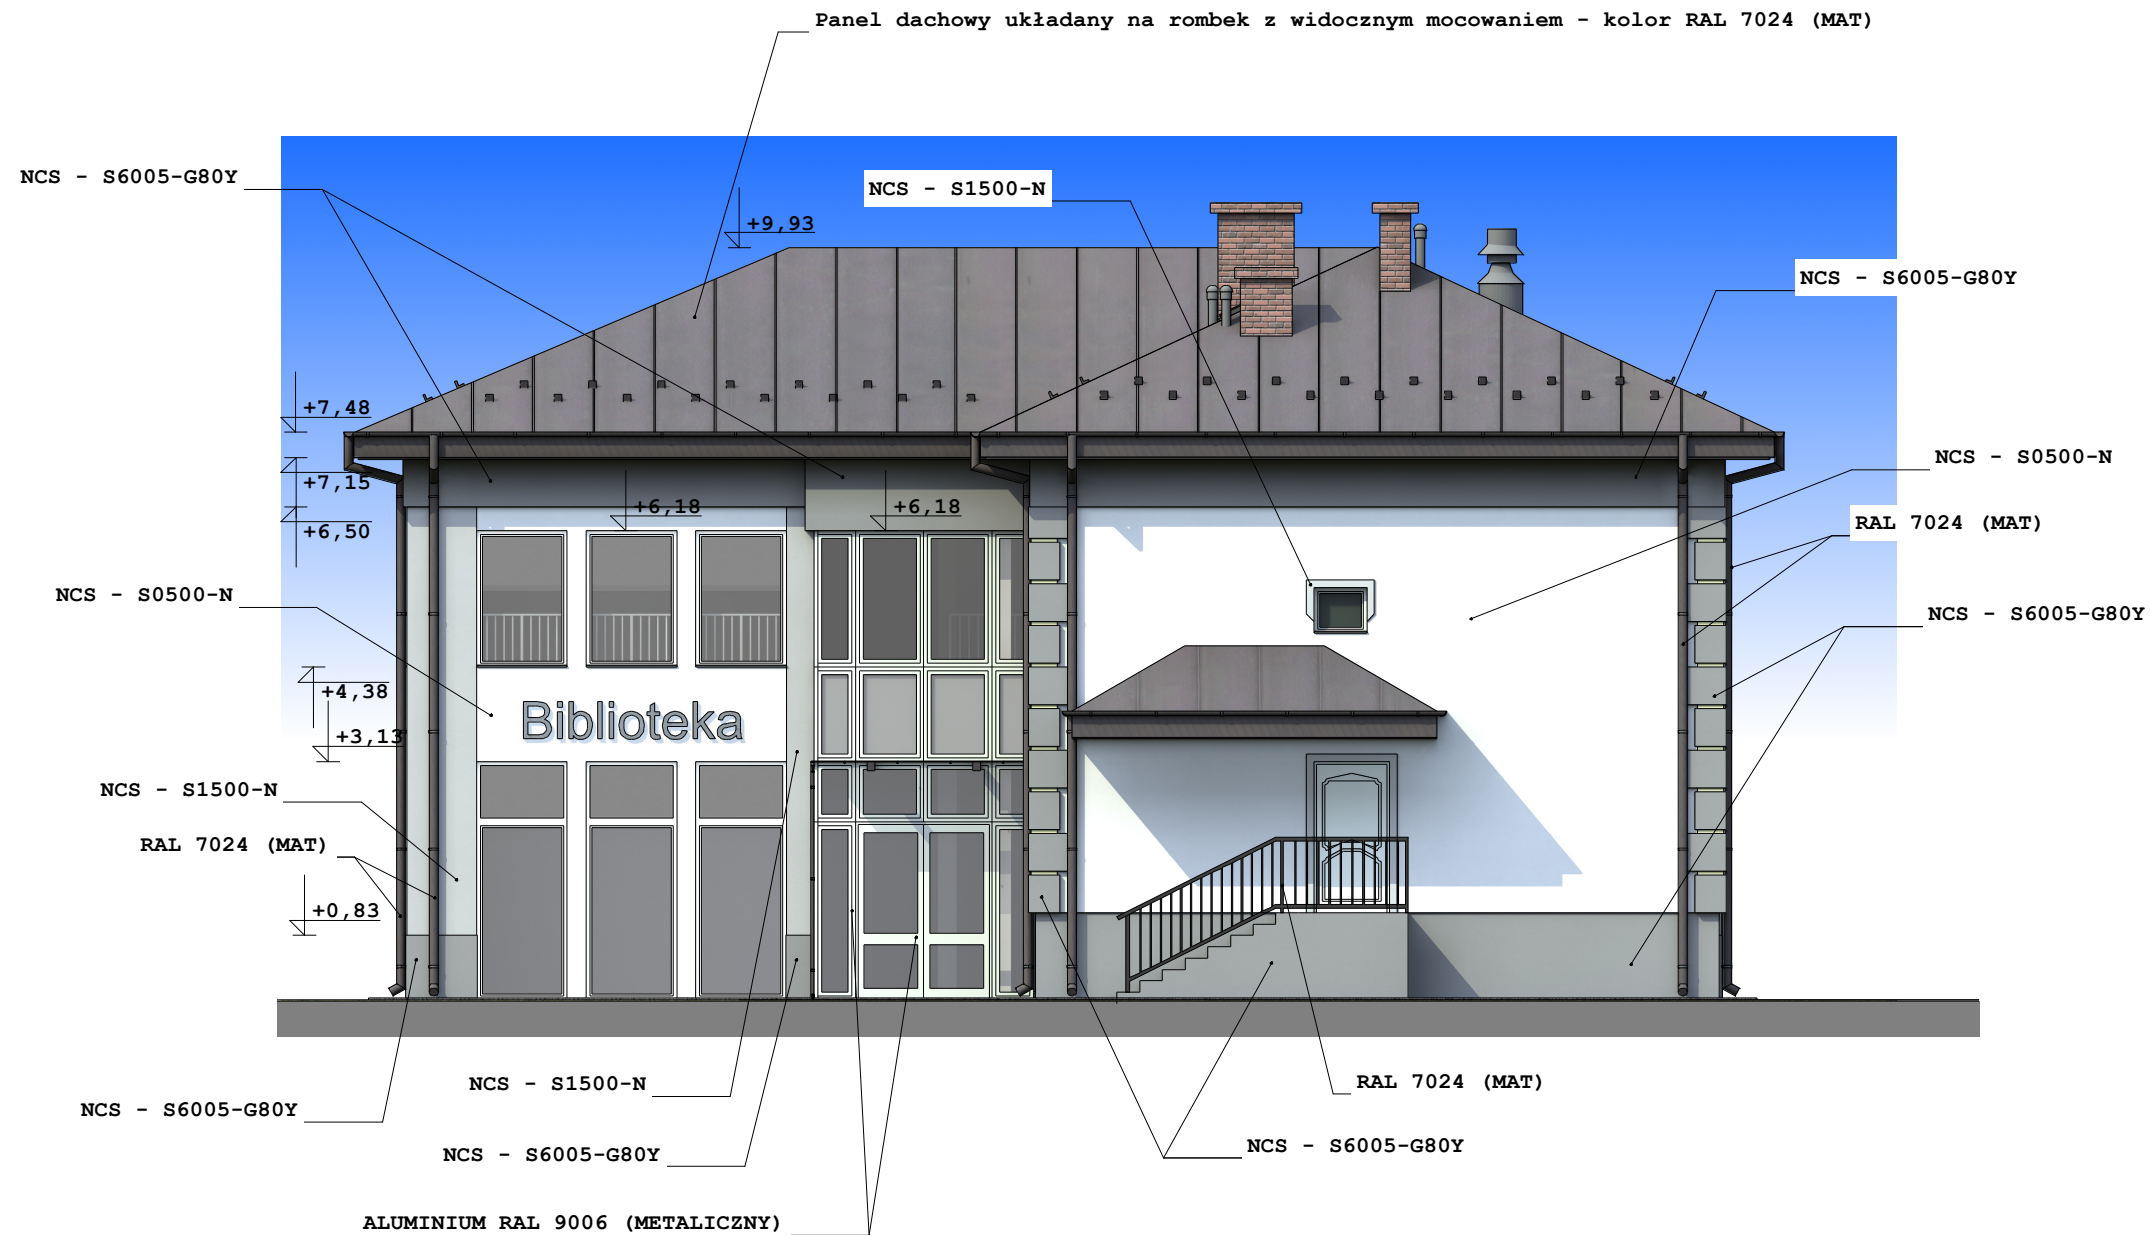 Panel dachowy układany na rombek z widocznym mocowaniem - kolor RAL 7024 (MAT)
NCS - S6005-G80Y
NCS - S1500-N
+9,93
NCS - S6005-G80Y
+7,48
NCS - S0500-N
+7,15
+6,18
+6,18
+6,50
RAL 7024 (MAT)
NCS - S0500-N
NCS - S6005-G80Y
+4,38
Biblioteka
+3,13
NCS - S1500-N
RAL 7024 (MAT)
+0,83
NCS - S1500-N
RAL 7024 (MAT)
NCS - S6005-G80Y
NCS - S6005-G80Y
NCS - S6005-G80Y
ALUMINIUM RAL 9006 (METALICZNY)